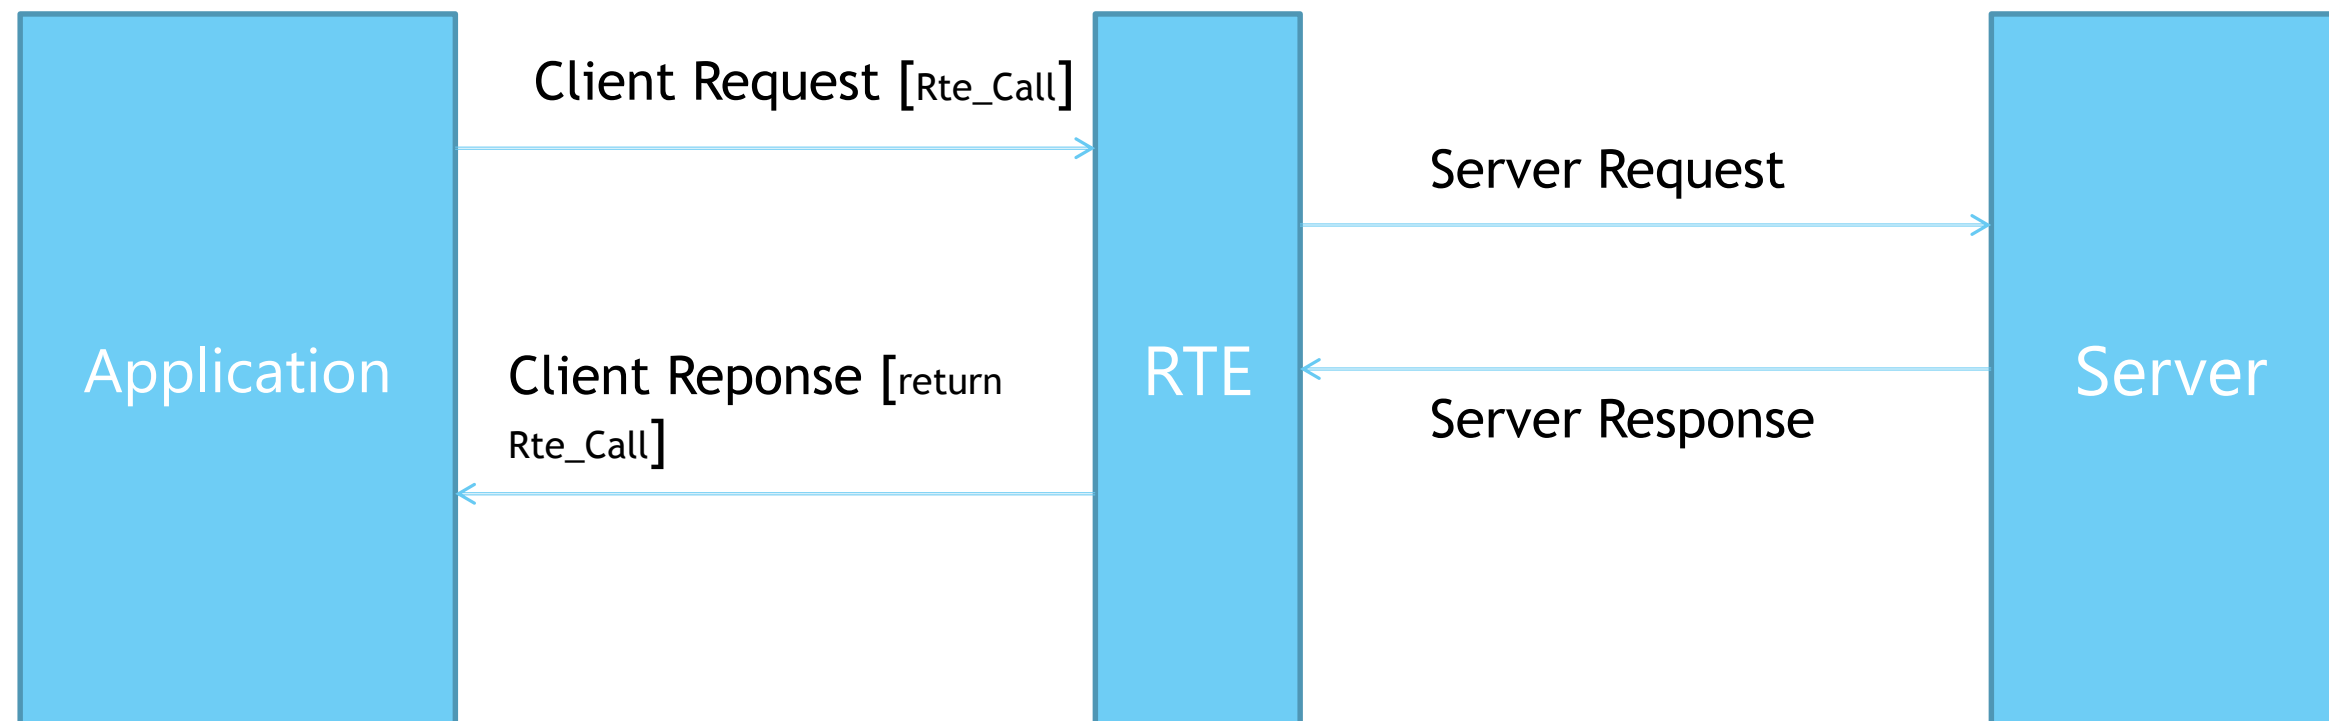 Client Request [Rte_Call]
Server Request
Application
Client Reponse [return
Rte_Call]
RTE
Server Response
Server